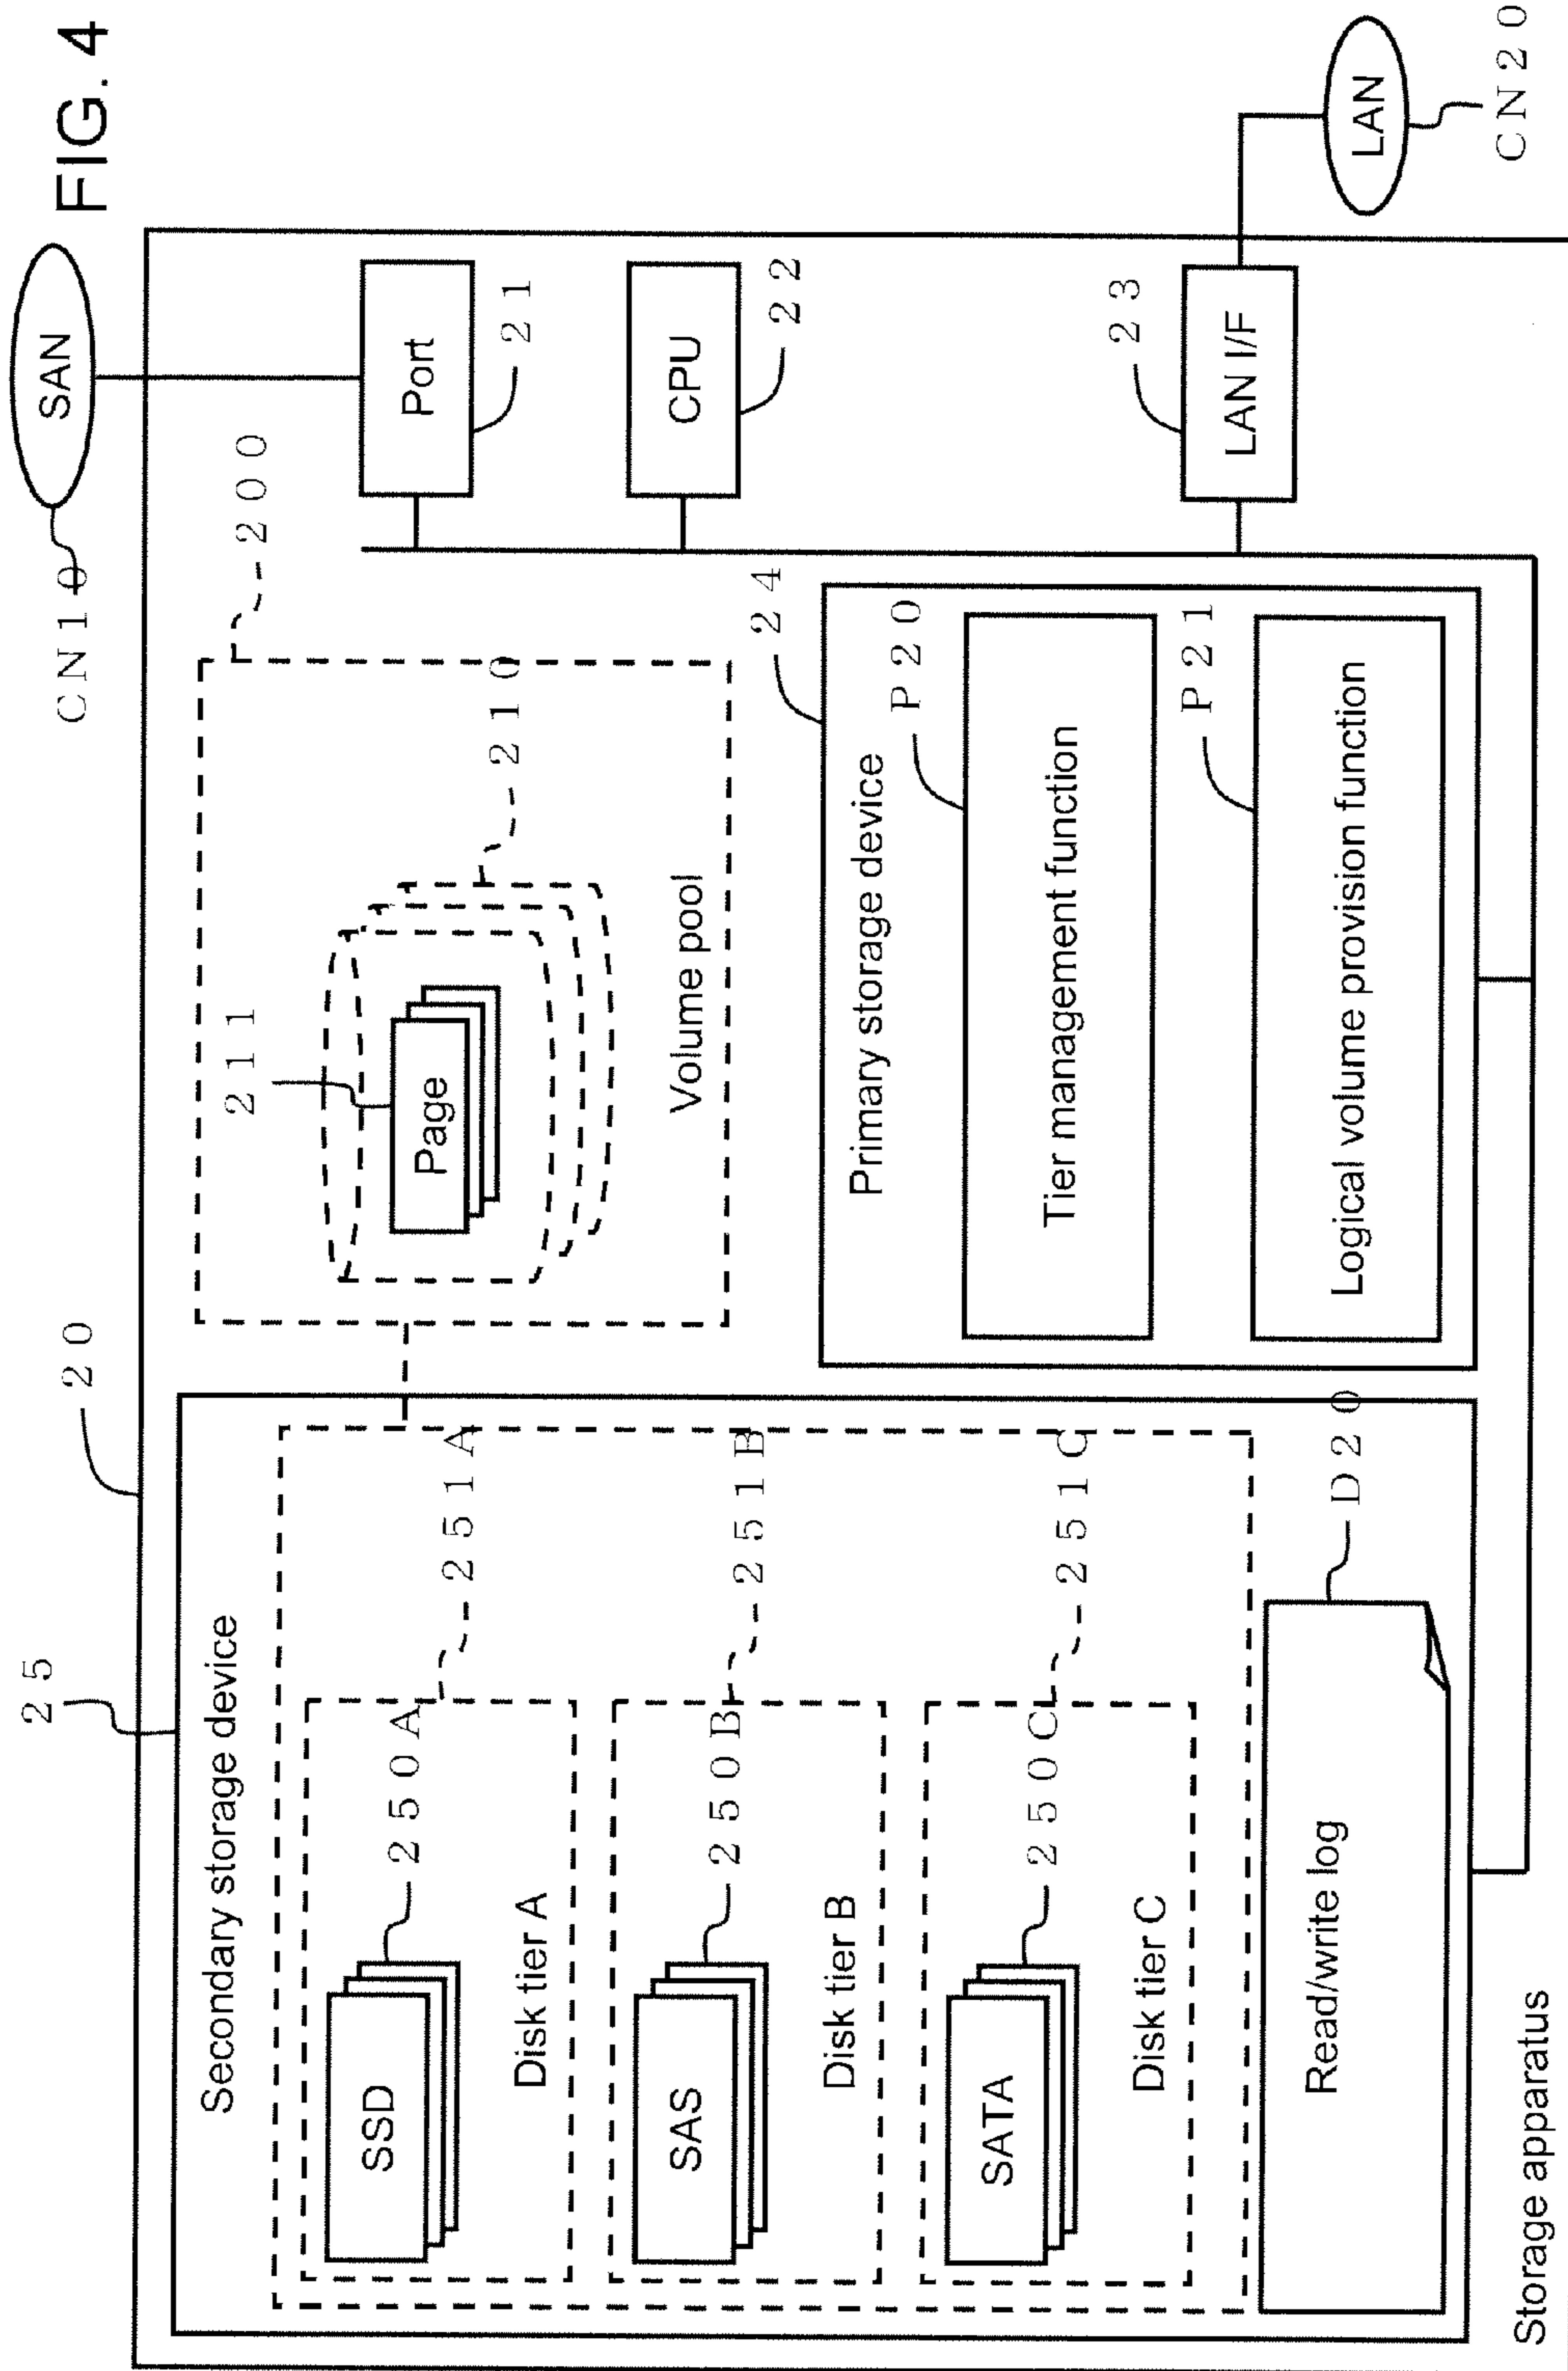 FIG. 4
SAN
CN10
20
25
Secondary storage device
SSD
250A
251A
Disk tier A
SAS
250B
251B
Disk tier B
SATA
250C
251C
Disk tier C
Read/write log
D20
200
211
Page
210
Volume pool
24
Primary storage device
P20
Tier management function
P21
Logical volume provision function
Port
21
CPU
22
23
LAN I/F
LAN
CN20
Storage apparatus